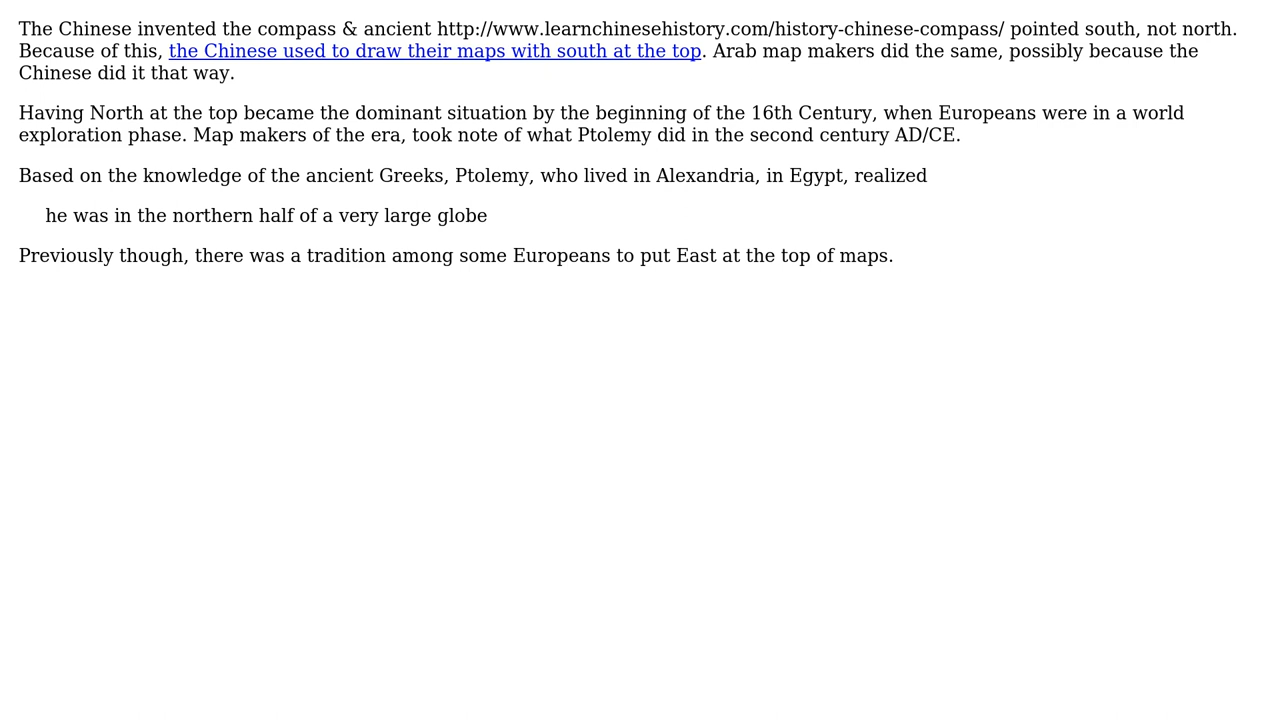 The Chinese invented the compass & ancient http://www.learnchinesehistory.com/history-chinese-compass/ pointed south, not north.
Because of this, the Chinese used to draw their maps with south at the top. Arab map makers did the same, possibly because the
Chinese did it that way.
Having North at the top became the dominant situation by the beginning of the 16th Century, when Europeans were in a world
exploration phase. Map makers of the era, took note of what Ptolemy did in the second century AD/CE.
Based on the knowledge of the ancient Greeks, Ptolemy, who lived in Alexandria, in Egypt, realized
he was in the northern half of a very large globe
Previously though, there was a tradition among some Europeans to put East at the top of maps.